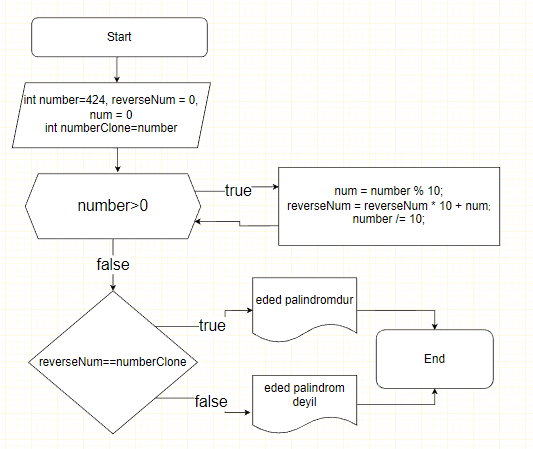 Start
int number=424, reverseNum = 0,
num = 0
int numberClone=number
number>0
true
num = number % 10;
reverseNum = reverseNum * 10 + num;
number /= 10;
false
reverseNum==numberClone
true
eded palindromdur
End
false
eded palindrom
deyil